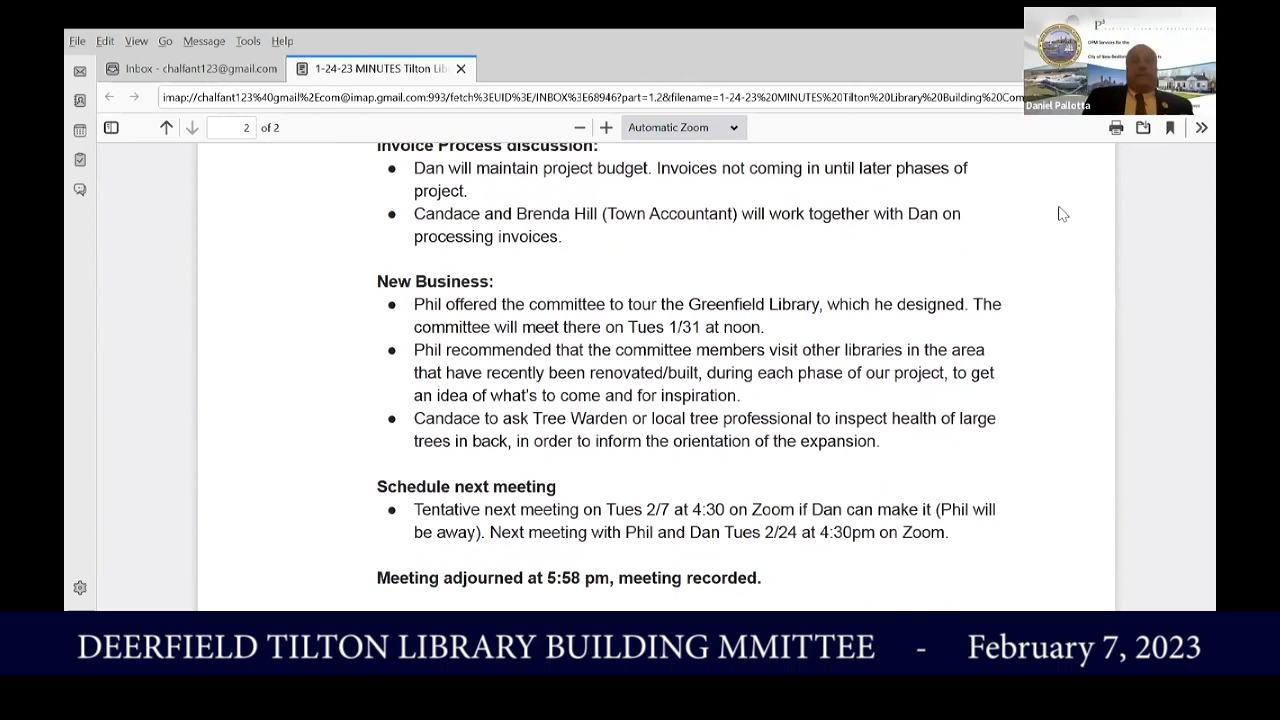 File Edit View Go Message Tools Help
Inbox - chalfant123@gmail.com
1-24-23 MINUTES Tilton Lib
imap://chalfant123%40gmail%2Ecom@imap.gmail.com:993/fetch%3EUID%3E/INBOX%3E68946?part=1.2&filename=1-24-23%20MINUTES%20Tilton%20Library%20Building%20Com
2 of 2
Automatic Zoom
P³
OPM Services for the
City of New Bedford
Daniel Pallotta
Invoice Process discussion:
● Dan will maintain project budget. Invoices not coming in until later phases of
project.
● Candace and Brenda Hill (Town Accountant) will work together with Dan on
processing invoices.
New Business:
● Phil offered the committee to tour the Greenfield Library, which he designed. The
committee will meet there on Tues 1/31 at noon.
● Phil recommended that the committee members visit other libraries in the area
that have recently been renovated/built, during each phase of our project, to get
an idea of what's to come and for inspiration.
● Candace to ask Tree Warden or local tree professional to inspect health of large
trees in back, in order to inform the orientation of the expansion.
Schedule next meeting
● Tentative next meeting on Tues 2/7 at 4:30 on Zoom if Dan can make it (Phil will
be away). Next meeting with Phil and Dan Tues 2/24 at 4:30pm on Zoom.
Meeting adjourned at 5:58 pm, meeting recorded.
DEERFIELD TILTON LIBRARY BUILDING MMITTEE - February 7, 2023